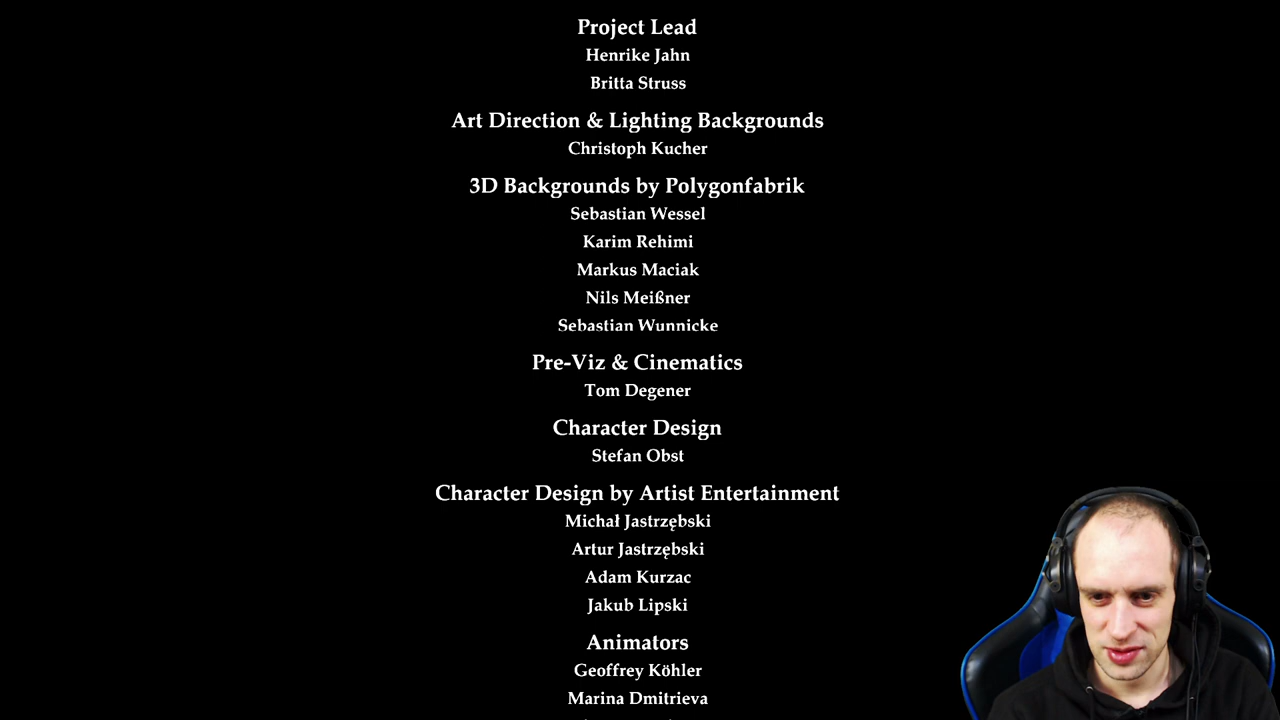 Project Lead
Henrike Jahn
Britta Struss
Art Direction & Lighting Backgrounds
Christoph Kucher
3D Backgrounds by Polygonfabrik
Sebastian Wessel
Karim Rehimi
Markus Maciak
Nils Meißner
Sebastian Wunnicke
Pre-Viz & Cinematics
Tom Degener
Character Design
Stefan Obst
Character Design by Artist Entertainment
Michał Jastrzębski
Artur Jastrzębski
Adam Kurzac
Jakub Lipski
Animators
Geoffrey Köhler
Marina Dmitrieva